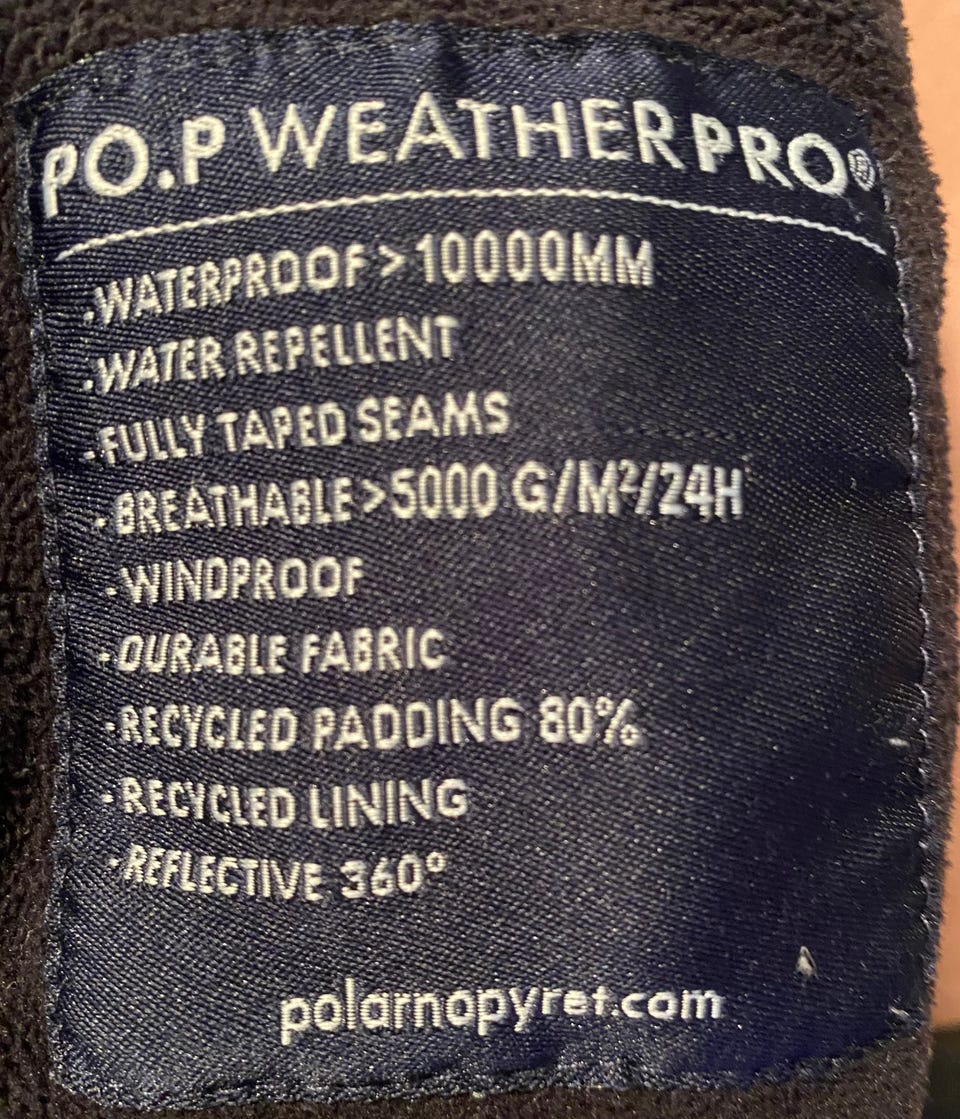 PO.P WEATHERPRO®
·WATERPROOF>10000MM
·WATER REPELLENT
·FULLY TAPED SEAMS
·BREATHABLE>5000 G/M²/24H
·WINDPROOF
·DURABLE FABRIC
·RECYCLED PADDING 80%
·RECYCLED LINING
·REFLECTIVE 360°
polarnopyret.com